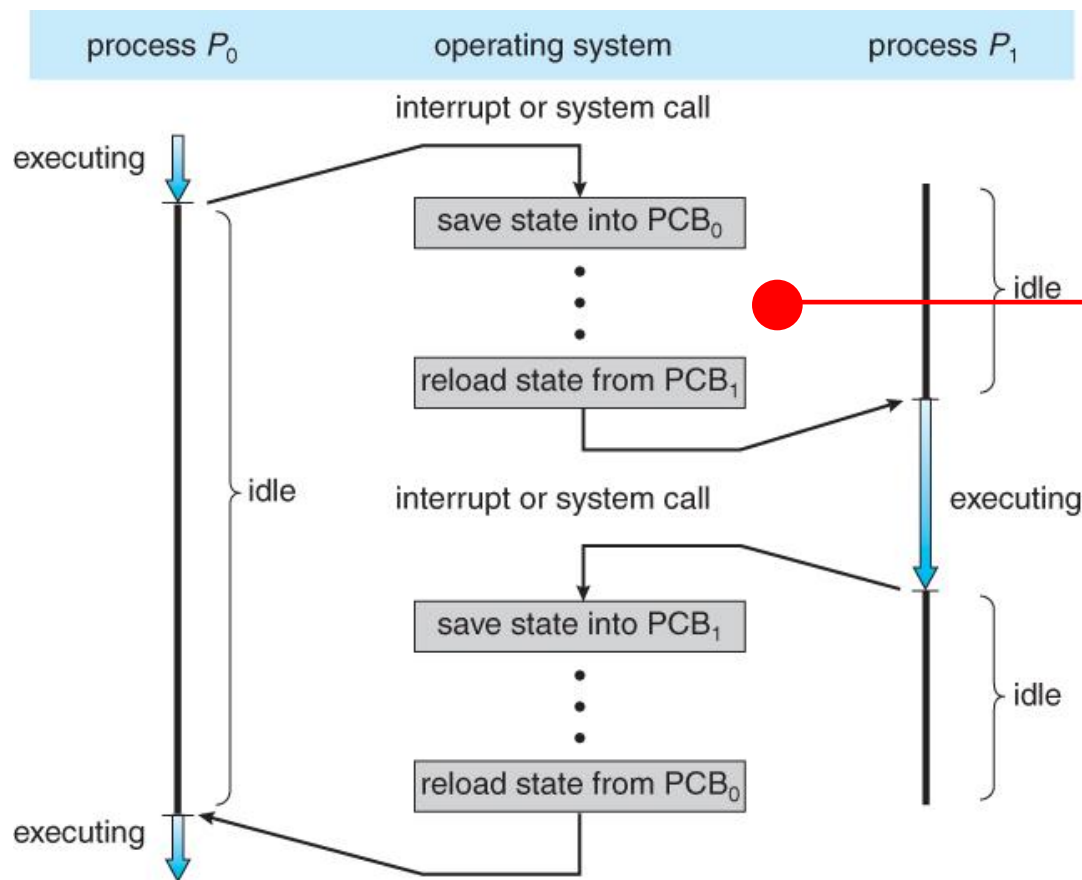 process P₀ operating system process P₁
interrupt or system call
executing
save state into PCB₀
idle
reload state from PCB₁
idle
interrupt or system call
executing
save state into PCB₁
idle
reload state from PCB₀
executing